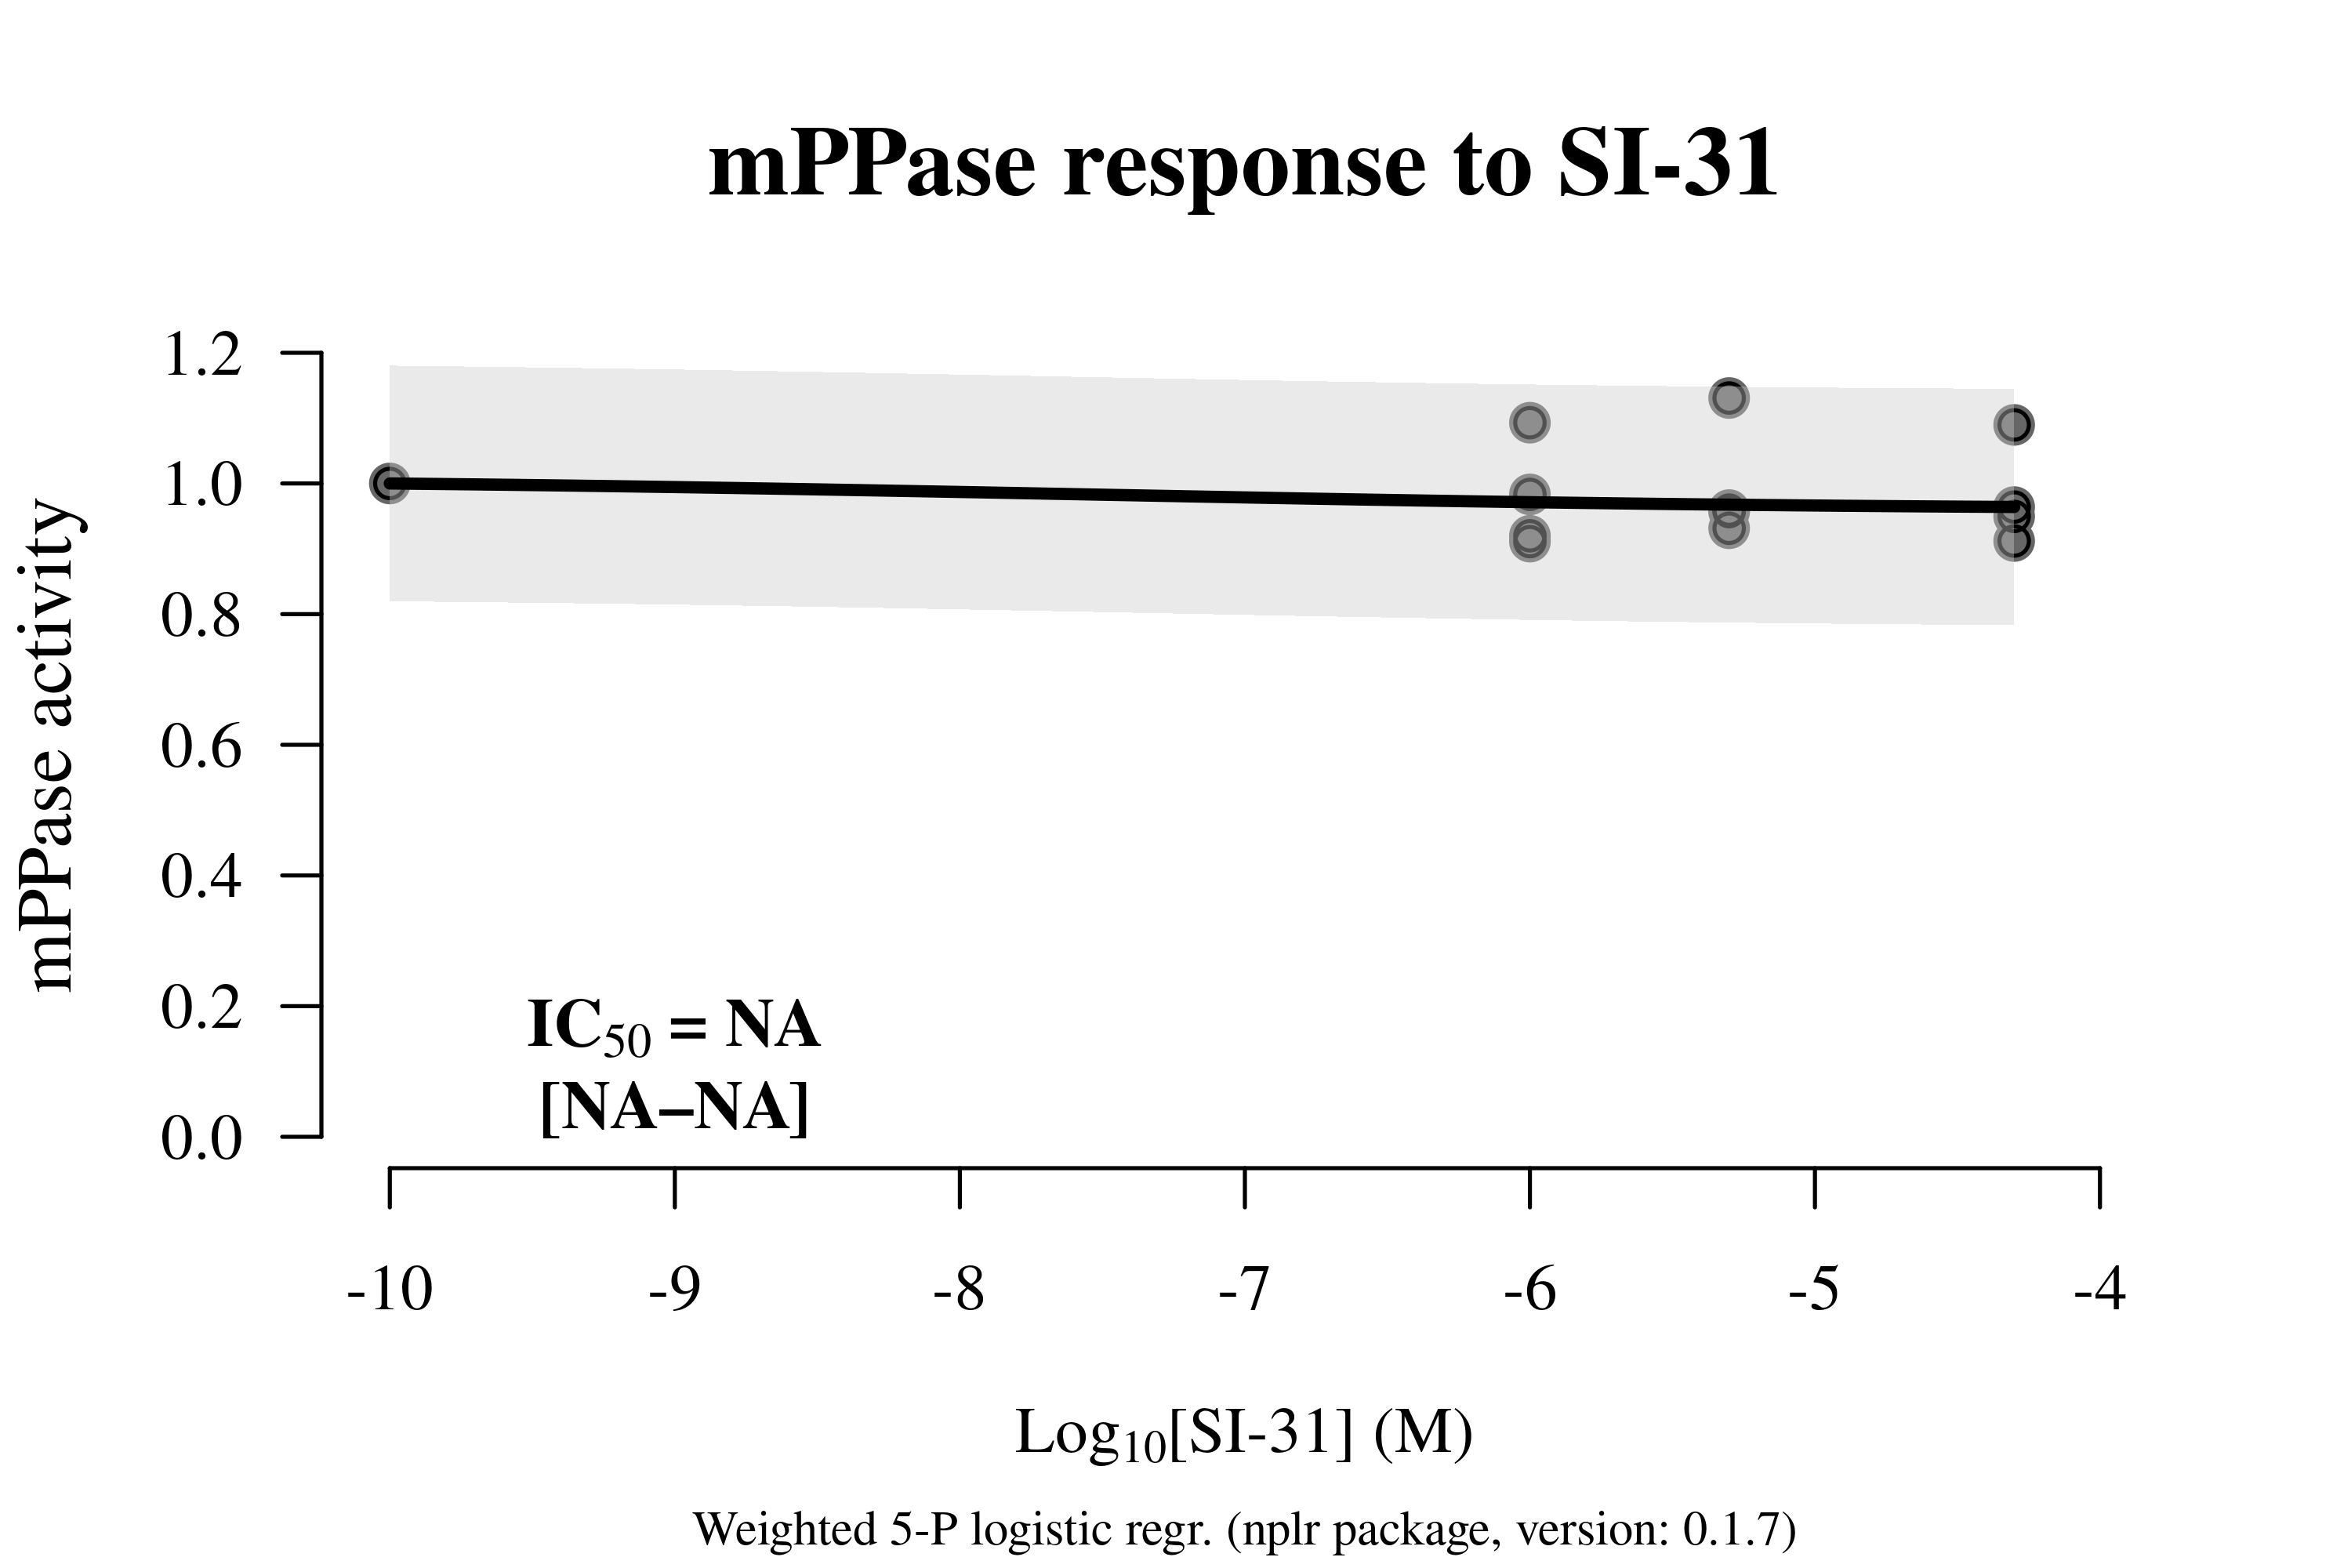 mPPase response to SI-31
mPPase activity
1.2
1.0
0.8
0.6
0.4
0.2
0.0
IC50 = NA
[NA–NA]
-10 -9 -8 -7 -6 -5 -4
Log10[SI-31] (M)
Weighted 5-P logistic regr. (nplr package, version: 0.1.7)